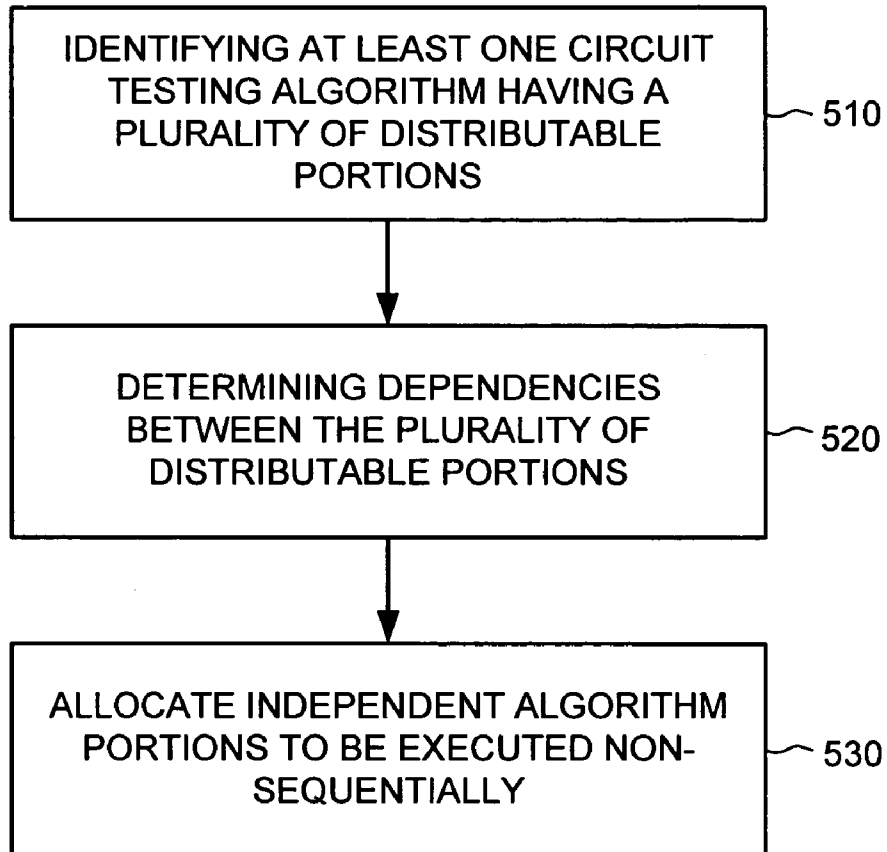 IDENTIFYING AT LEAST ONE CIRCUIT
TESTING ALGORITHM HAVING A
PLURALITY OF DISTRIBUTABLE
PORTIONS
510
DETERMINING DEPENDENCIES
BETWEEN THE PLURALITY OF
DISTRIBUTABLE PORTIONS
520
ALLOCATE INDEPENDENT ALGORITHM
PORTIONS TO BE EXECUTED NON-
SEQUENTIALLY
530